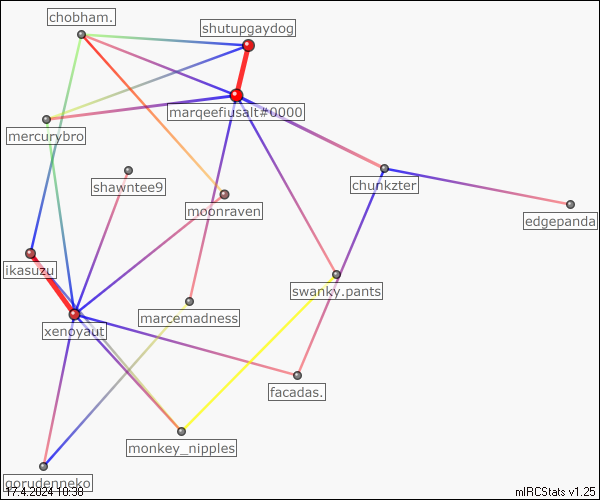 chobham.
shutupgaydog
marqeefiusalt#0000
mercurybro
shawntee9
chunkzter
moonraven
edgepanda
ikasuzu
swanky.pants
marcemadness
xenoyaut
facadas.
monkey_nipples
gorudenneko
17.4.2024 10:38
mIRCStats v1.25